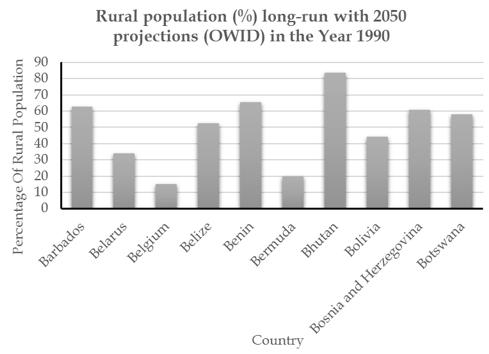 Rural population (%) long-run with 2050
projections (OWID) in the Year 1990
Percentage Of Rural Population
90
80
70
60
50
40
30
20
10
0
Barbados
Belarus
Belgium
Belize
Benin
Bermuda
Bhutan
Bolivia
Bosnia and Herzegovina
Botswana
Country